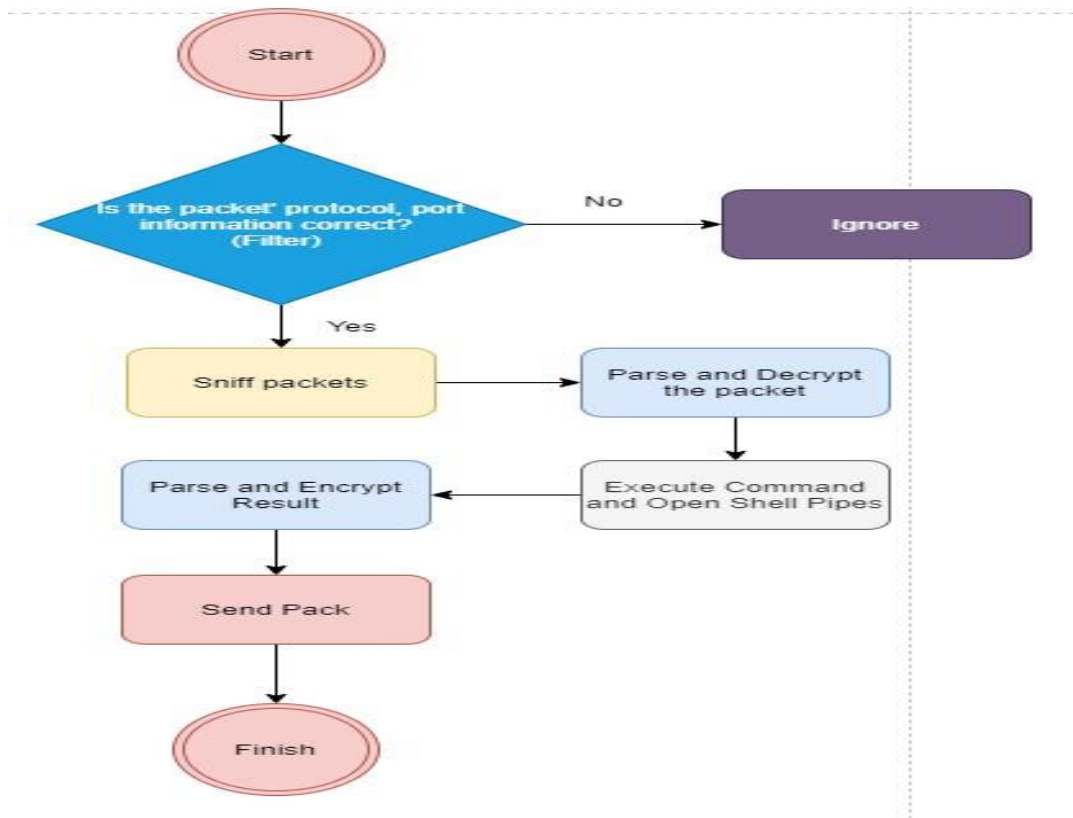 Start
Is the packet' protocol, port
information correct?
(Filter)
No
Ignore
Yes
Sniff packets
Parse and Decrypt
the packet
Parse and Encrypt
Result
Execute Command
and Open Shell Pipes
Send Pack
Finish